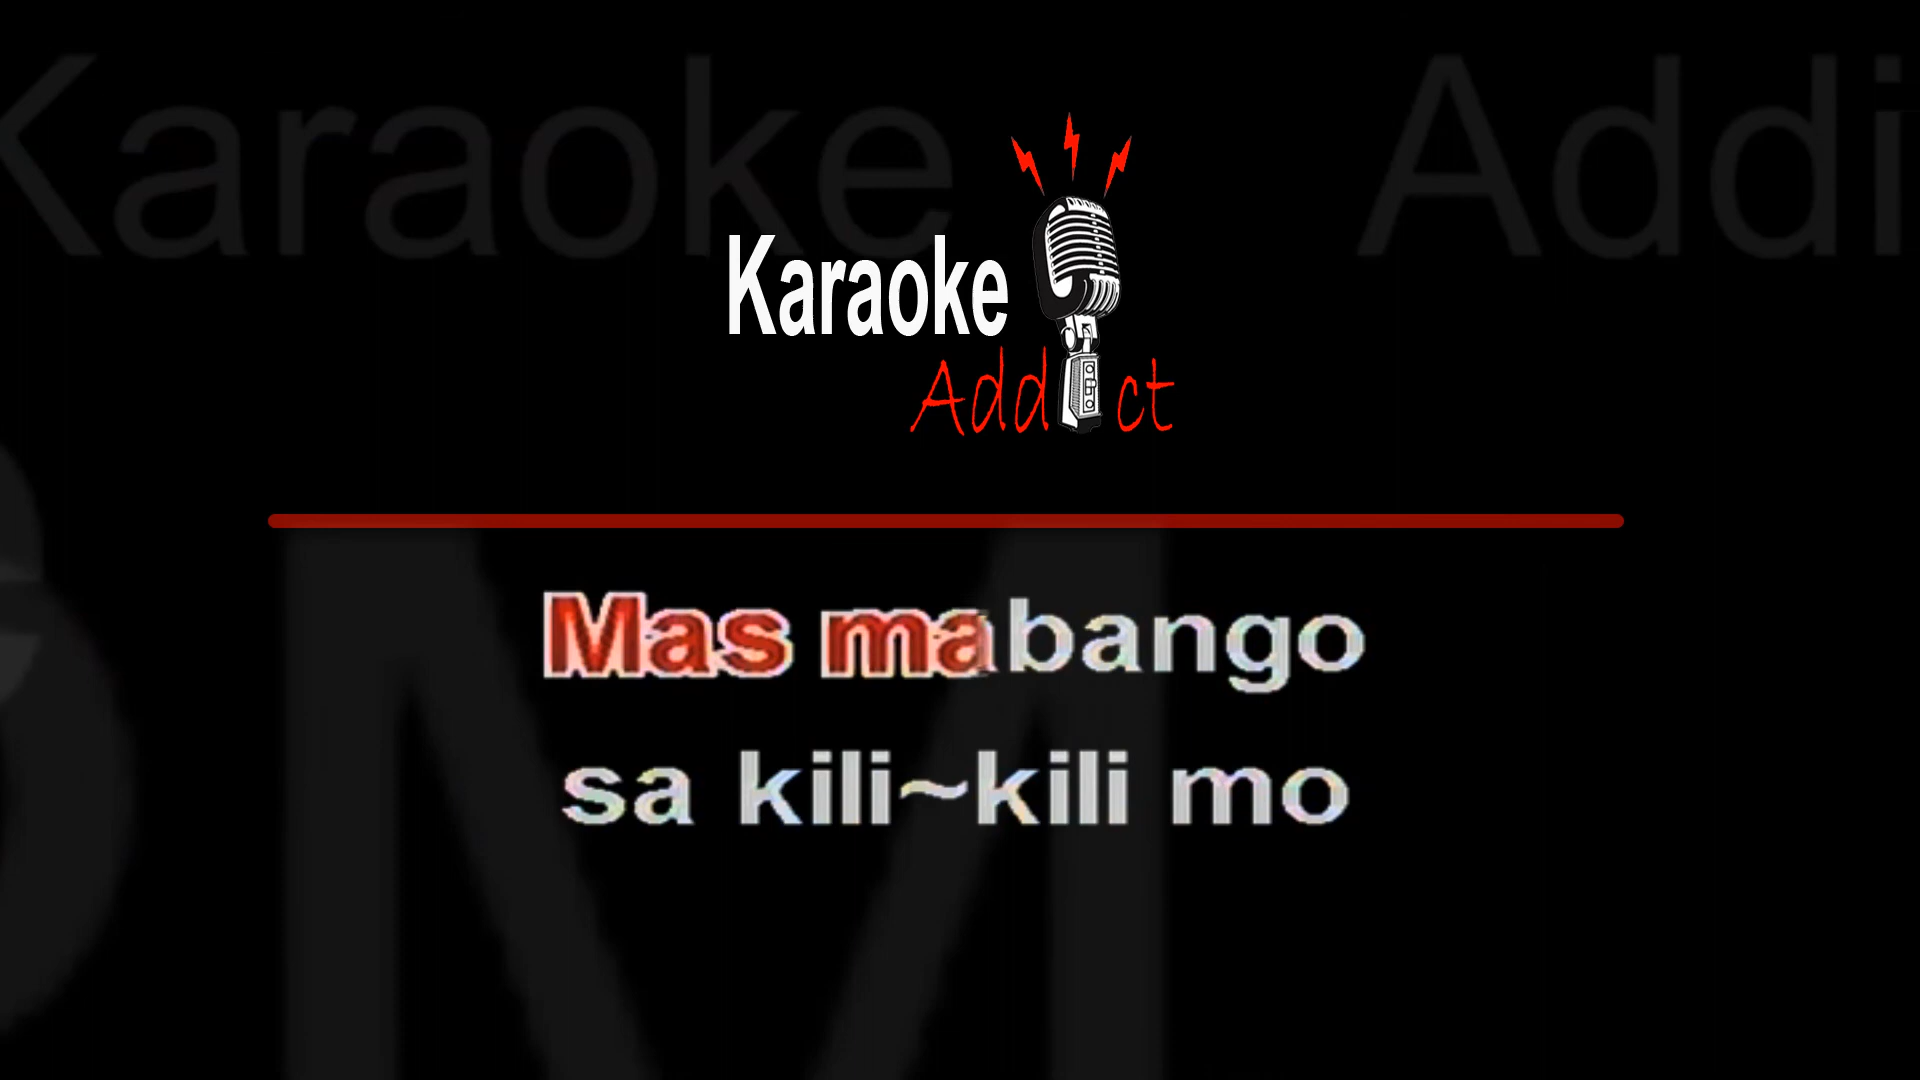 Karaoke Addi
Karaoke
Addict
Mas mabango
sa kili~kili mo